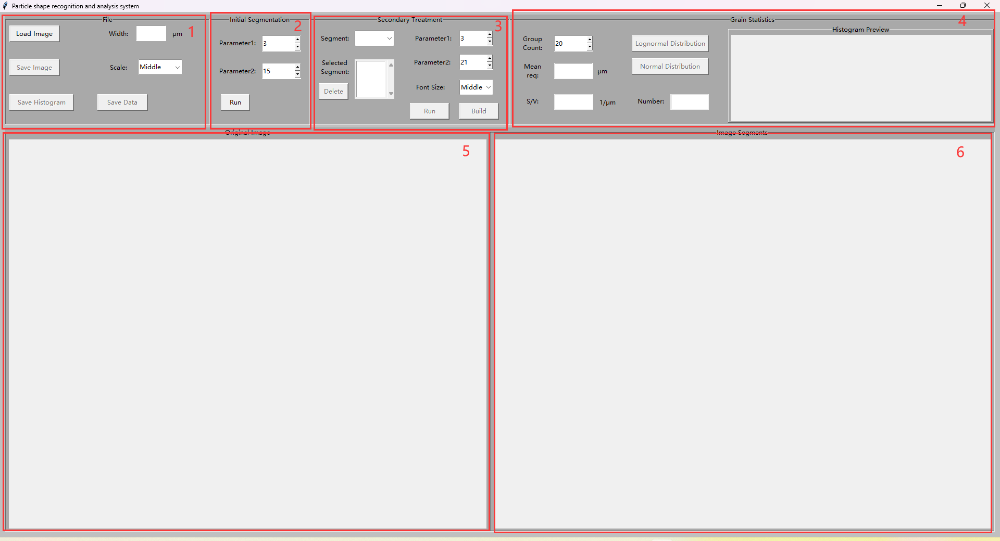 Particle shape recognition and analysis system
File
Load Image
Width:
μm
1
Save Image
Scale:
Middle
Save Histogram
Save Data
Initial Segmentation
2
Parameter1:
3
Parameter2:
15
Run
Secondary Treatment
3
Segment:
Parameter1:
3
Selected
Segment:
Parameter2:
21
Delete
Font Size:
Middle
Run
Build
Grain Statistics
4
Group
Count:
20
Lognormal Distribution
Normal Distribution
Mean
req:
μm
S/V:
1/μm
Number:
Histogram Preview
Original Image
5
Image Segments
6